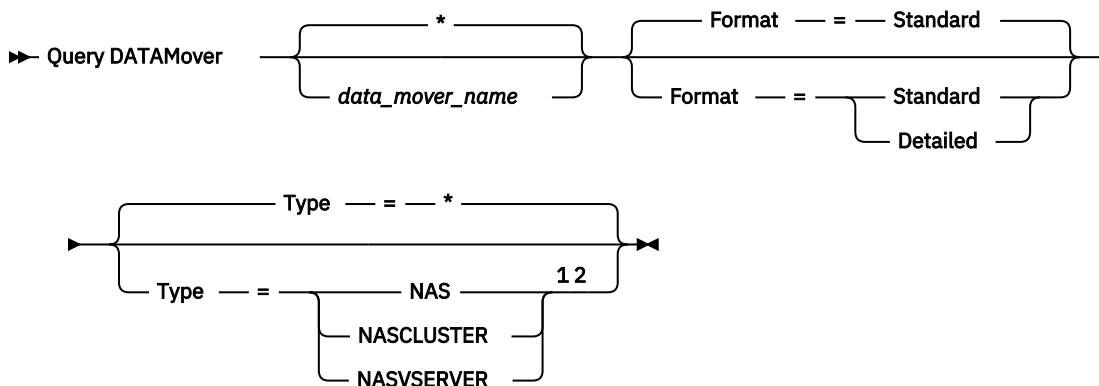 *
Format = Standard
Query DATAMover
data_mover_name
Format = Standard
Detailed
Type = *
1 2
Type = NAS
NASCLUSTER
NASVSERVER